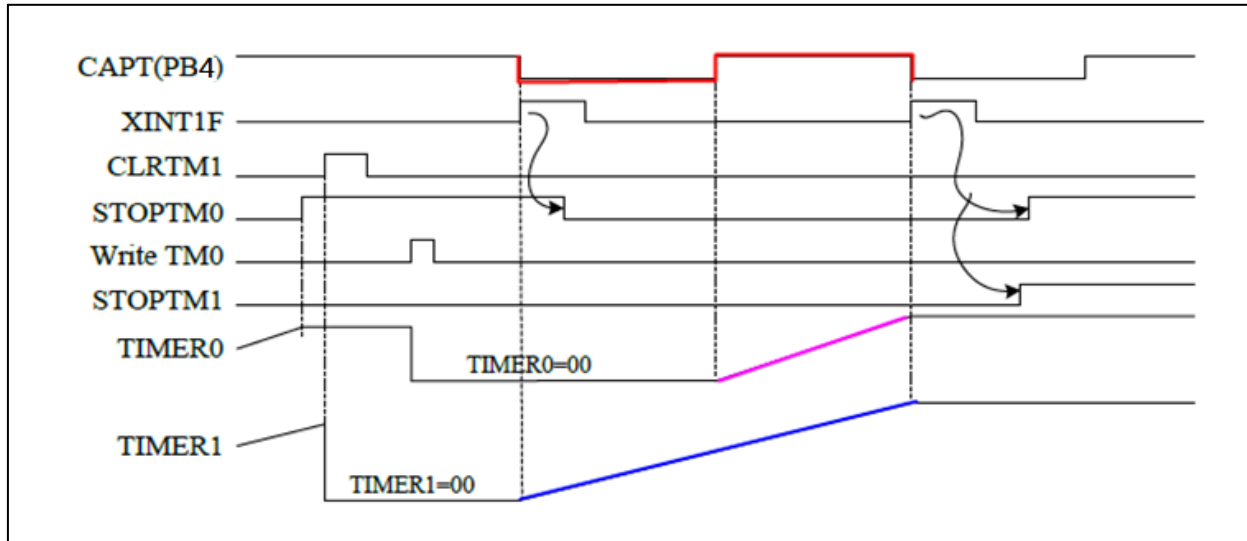 CAPT(PB4)
XINT1F
CLRTM1
STOPTM0
Write TM0
STOPTM1
TIMER0
TIMER0=00
TIMER1
TIMER1=00